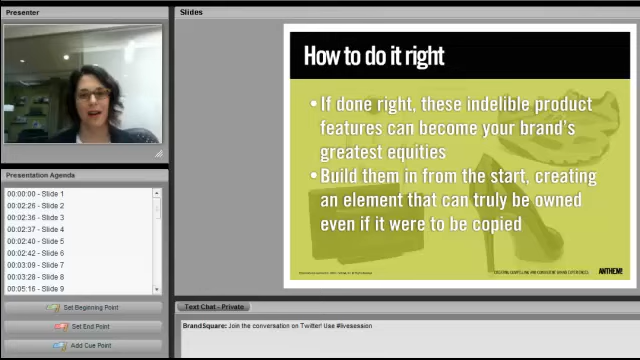 Presenter
Slides
How to do it right
• If done right, these indelible product
features can become your brand's
greatest equities
• Build them in from the start, creating
an element that can truly be owned
even if it were to be copied
ANTHEM!
Presentation Agenda
00:00:00 - Slide 1
00:02:26 - Slide 2
00:02:36 - Slide 3
00:02:37 - Slide 4
00:02:40 - Slide 5
00:02:42 - Slide 6
00:03:09 - Slide 7
00:03:28 - Slide 8
00:05:16 - Slide 9
Set Beginning Point
Set End Point
Add Cue Point
Text Chat - Private
BrandSquare: Join the conversation on Twitter! Use #livesession